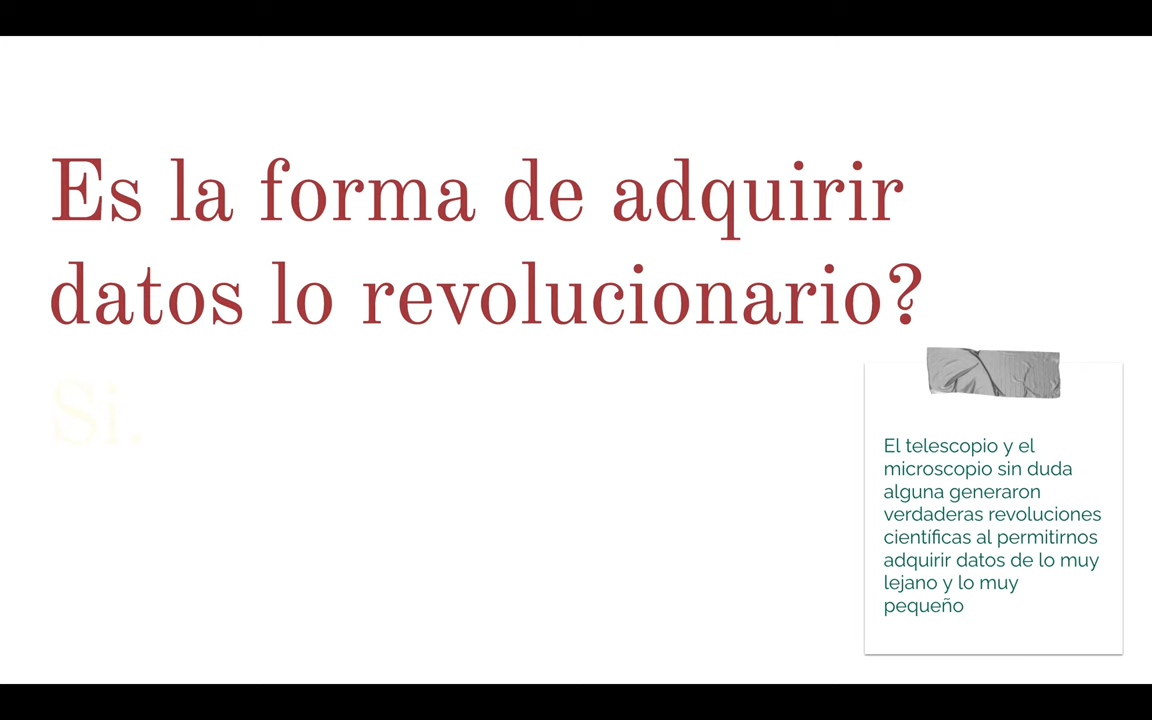 Es la forma de adquirir
datos lo revolucionario?
Si.
El telescopio y el
microscopio sin duda
alguna generaron
verdaderas revoluciones
científicas al permitirnos
adquirir datos de lo muy
lejano y lo muy
pequeño